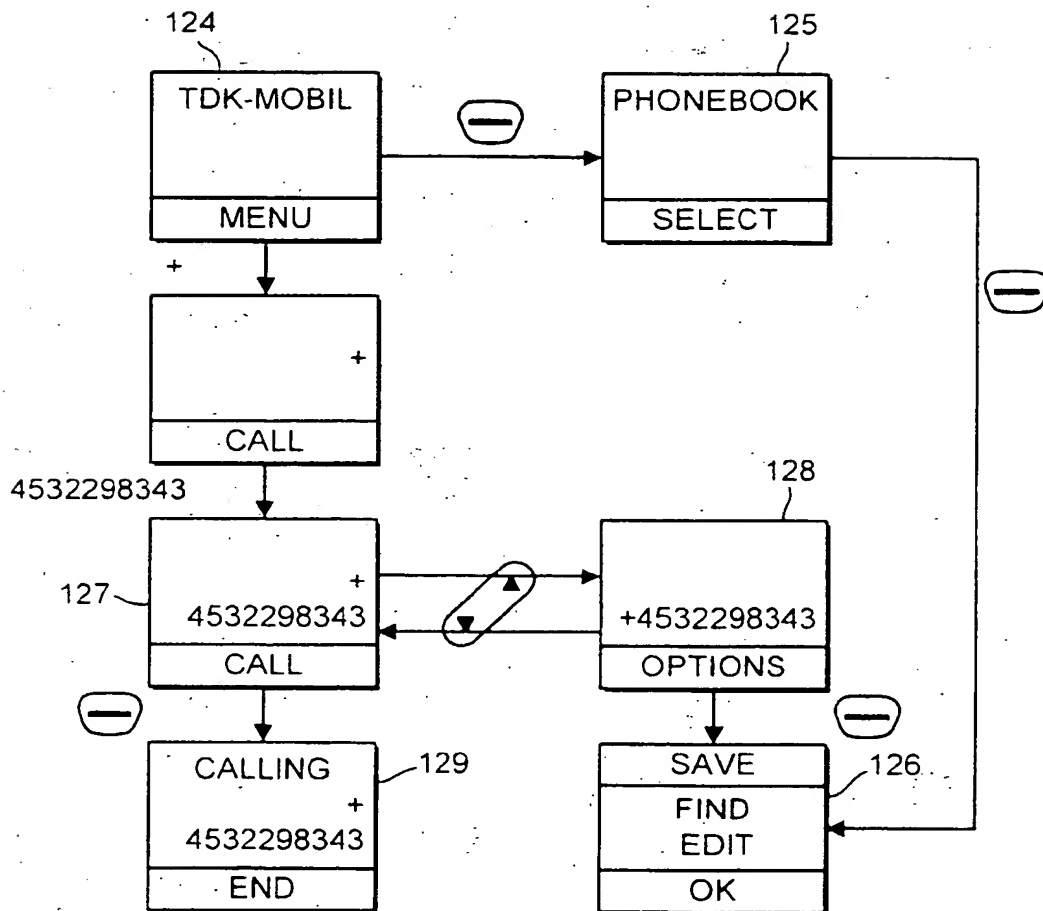 124
125
TDK-MOBIL
MENU
PHONEBOOK
SELECT
+
+
CALL
4532298343
127
+
4532298343
CALL
128
+4532298343
OPTIONS
CALLING
+
4532298343
END
129
SAVE
FIND
EDIT
OK
126